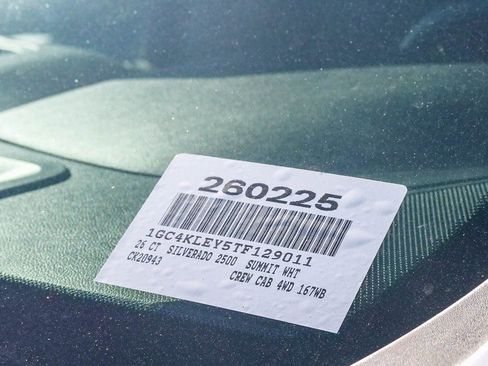 260225
1GC4KLEY5TF129011
26 CT SILVERADO 2500 SUMMIT WHT
CK20943 CREW CAB 4WD 167WB